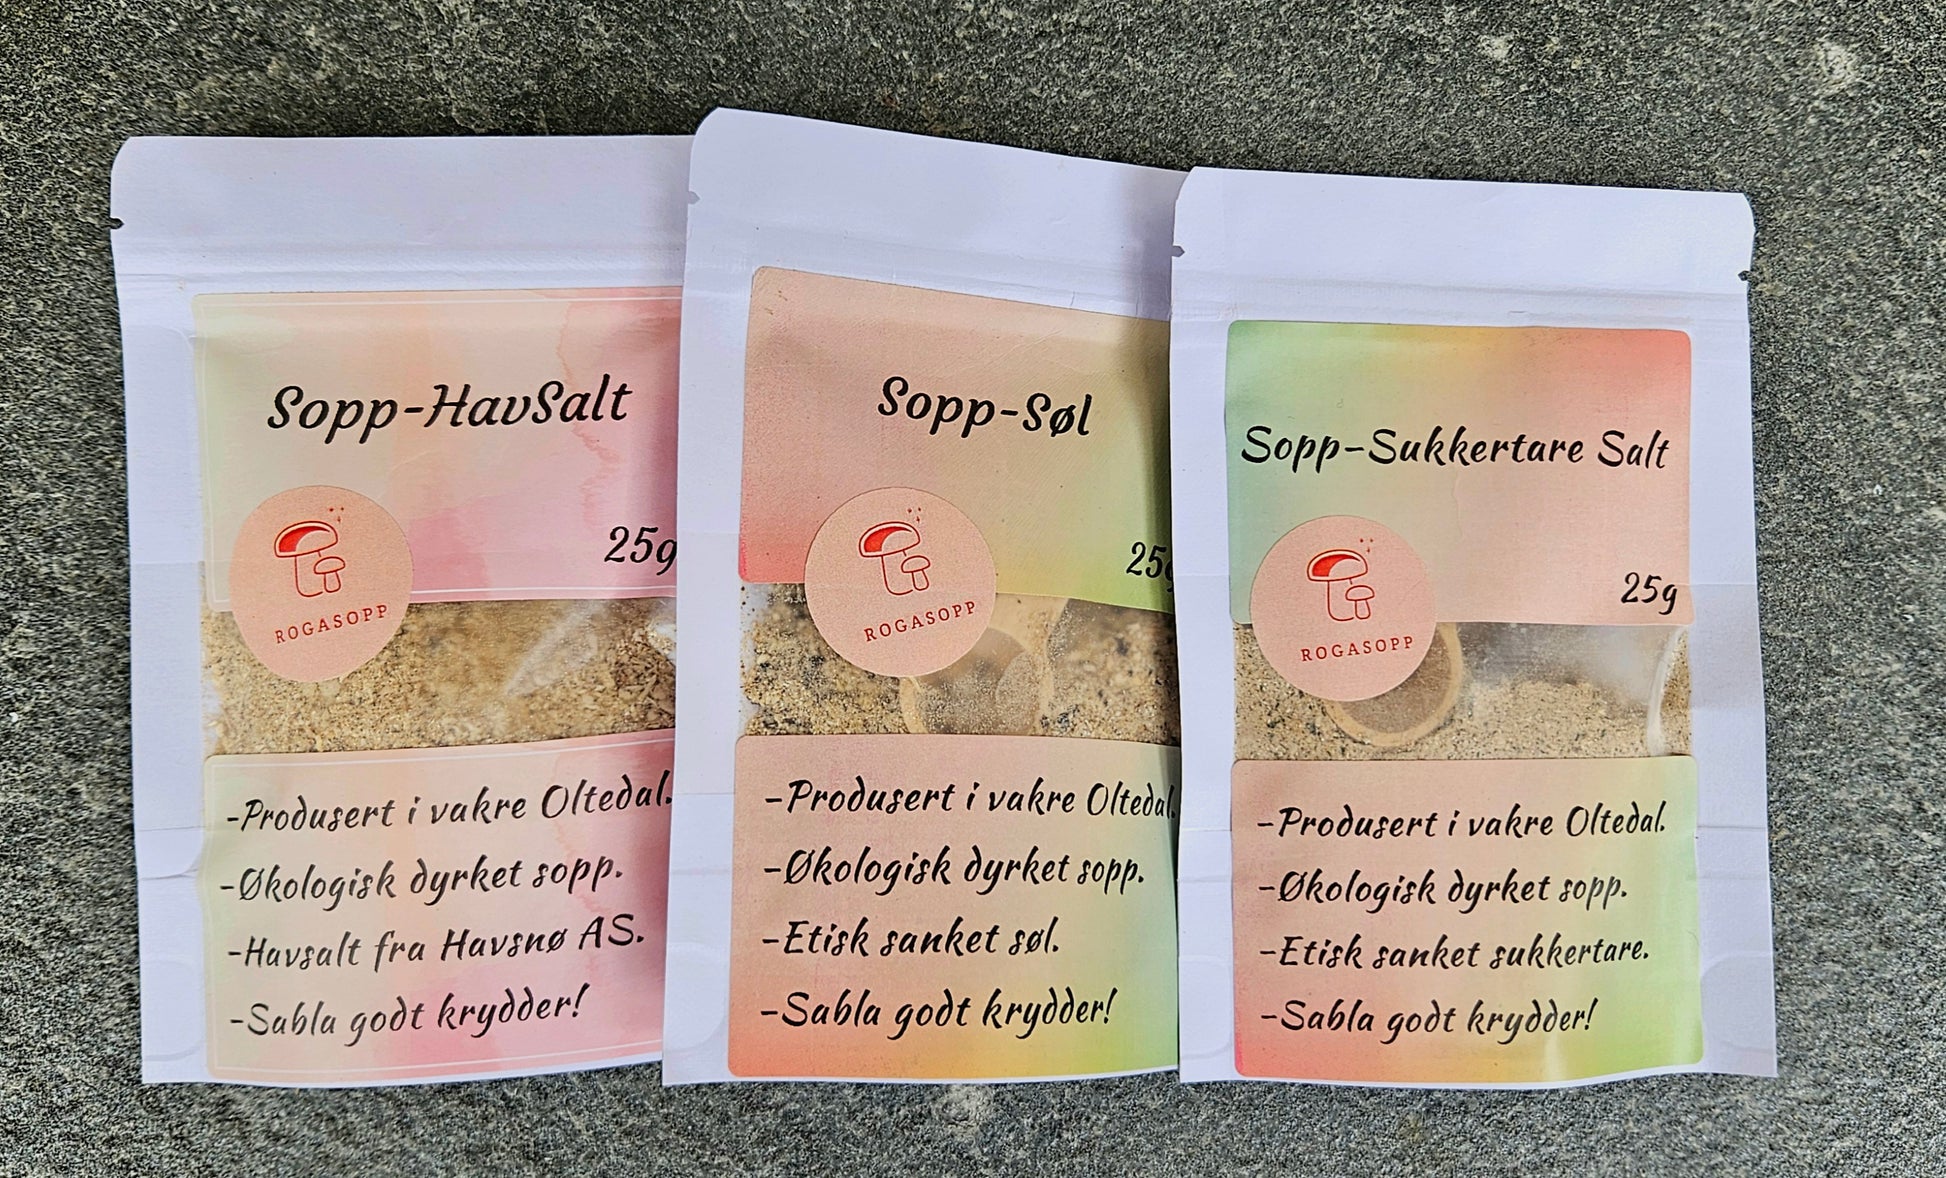 Sopp-HavSalt
25g
ROGASOPP
-Produsert i vakre Oltedal.
-Økologisk dyrket sopp.
-Havsalt fra Havsnø AS.
-Sabla godt krydder!
Sopp-Søl
25g
ROGASOPP
-Produsert i vakre Oltedal.
-Økologisk dyrket sopp.
-Etisk sanket søl.
-Sabla godt krydder!
Sopp-Sukkertare Salt
25g
ROGASOPP
-Produsert i vakre Oltedal.
-Økologisk dyrket sopp.
-Etisk sanket sukkertare.
-Sabla godt krydder!